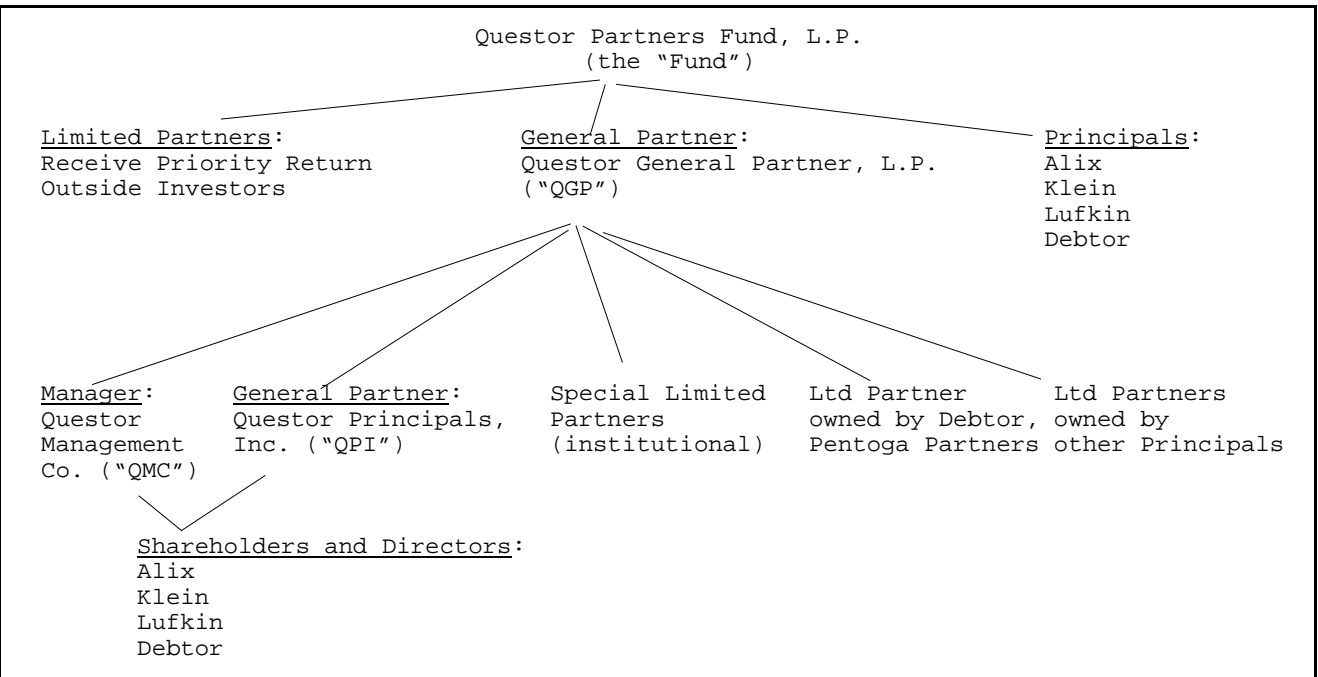 Questor Partners Fund, L.P.
(the “Fund”)
Limited Partners:
Receive Priority Return
Outside Investors
General Partner:
Questor General Partner, L.P.
(“QGP”)
Principals:
Alix
Klein
Lufkin
Debtor
Manager:
Questor
Management
Co. (“QMC”)
General Partner:
Questor Principals,
Inc. (“QPI”)
Special Limited
Partners
(institutional)
Ltd Partner
owned by Debtor,
Pentoga Partners
Ltd Partners
owned by
other Principals
Shareholders and Directors:
Alix
Klein
Lufkin
Debtor